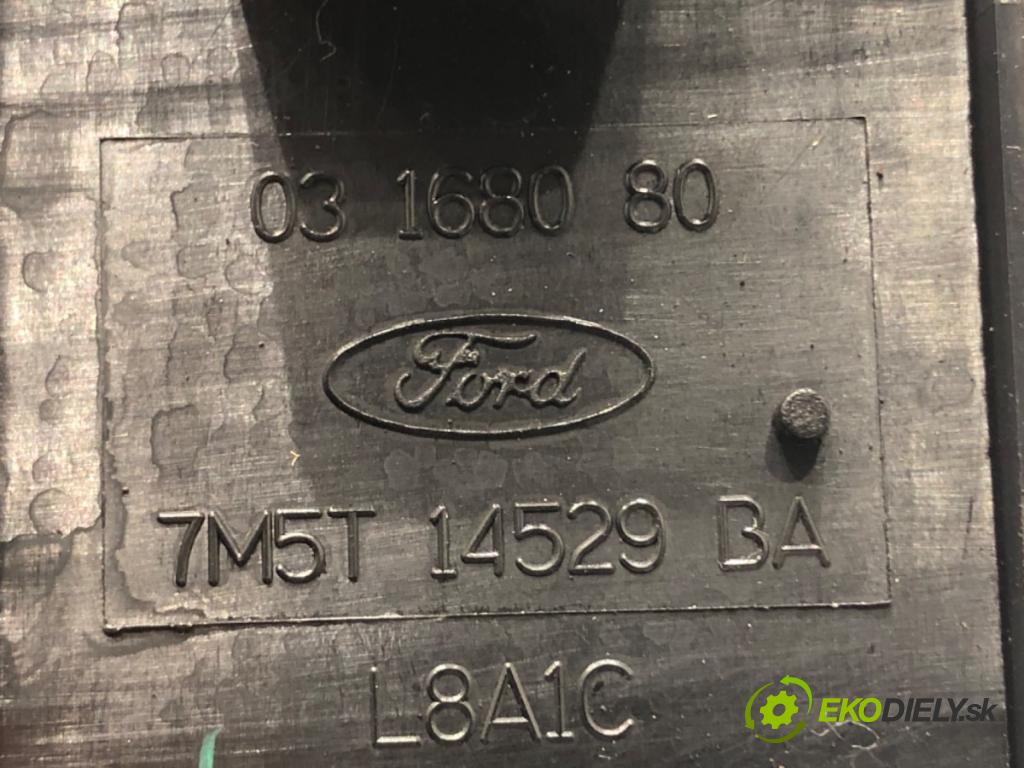 03 1680 80
Ford
7M5T 14529 BA
L8A1C
EKODIELY.sk